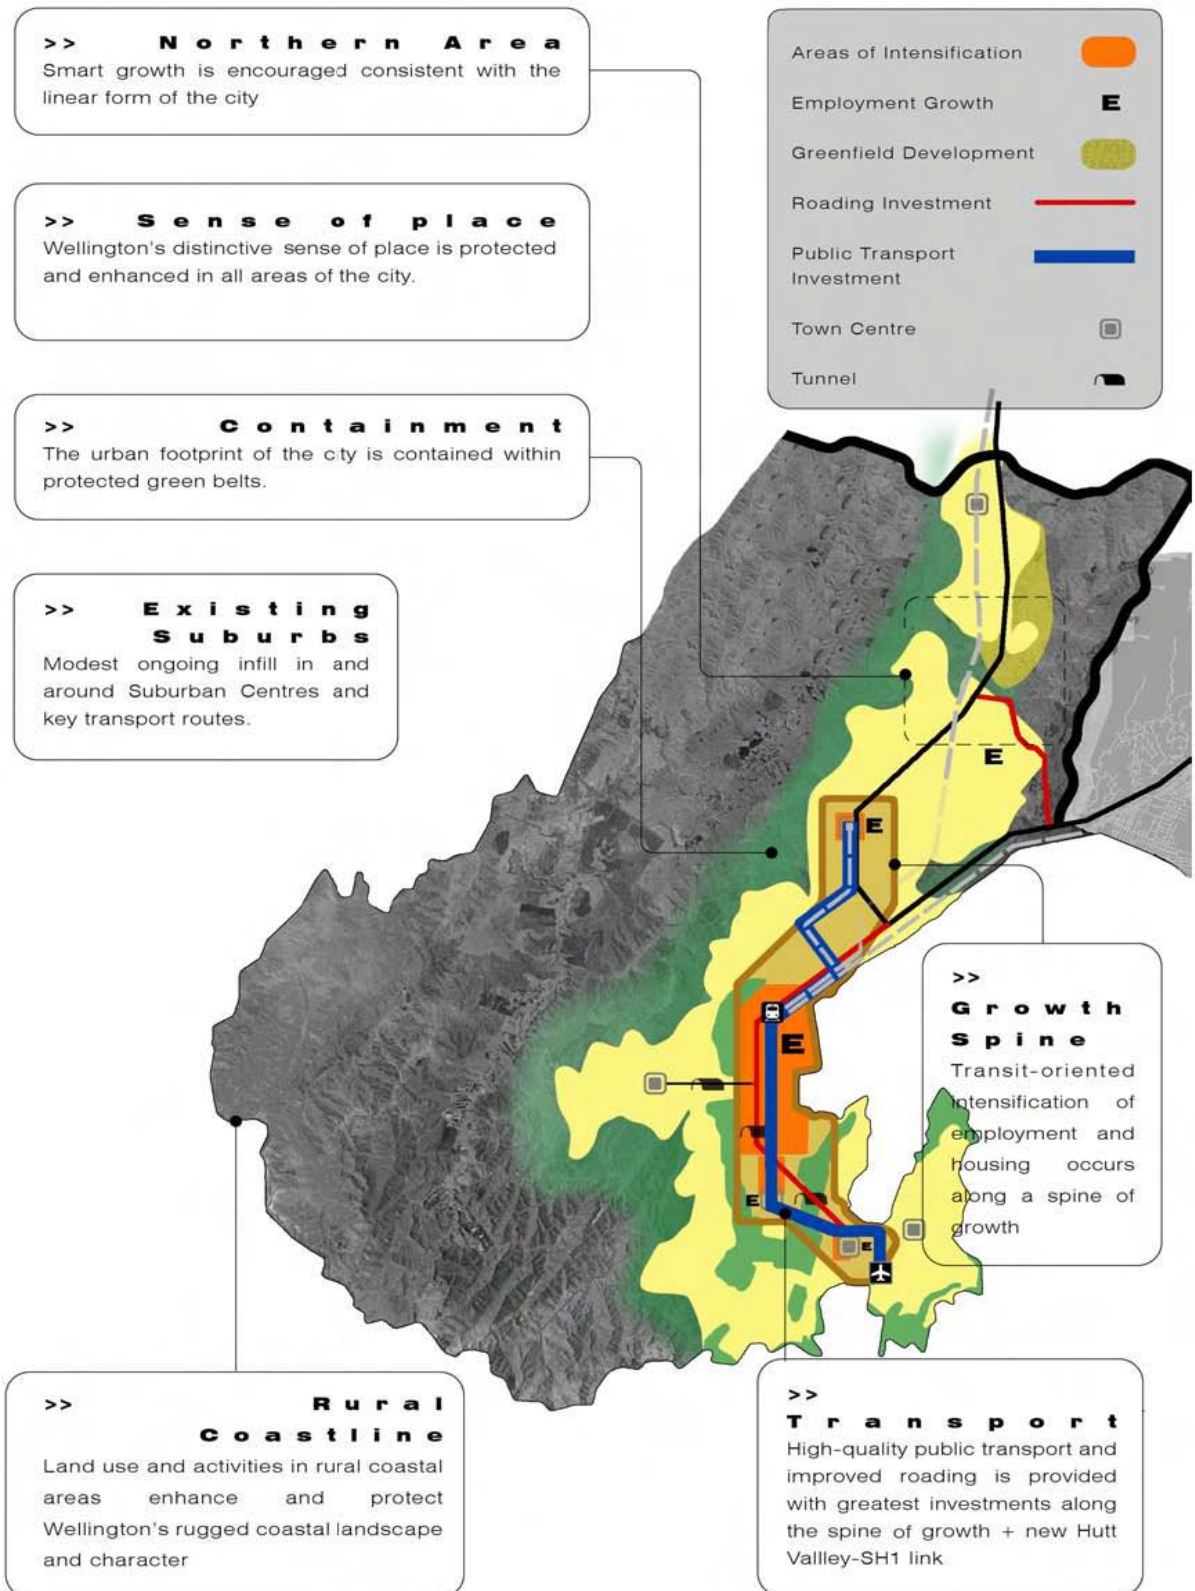 >> Northern Area
Smart growth is encouraged consistent with the
linear form of the city
>> Sense of place
Wellington's distinctive sense of place is protected
and enhanced in all areas of the city.
>> Containment
The urban footprint of the city is contained within
protected green belts.
>> Existing
Suburbs
Modest ongoing infill in and
around Suburban Centres and
key transport routes.
Areas of Intensification
Employment Growth E
Greenfield Development
Roading Investment
Public Transport
Investment
Town Centre
Tunnel
E
E
E
E
E
>>
Growth
Spine
Transit-oriented
intensification of
employment and
housing occurs
along a spine of
growth
>> Rural
Coastline
Land use and activities in rural coastal
areas enhance and protect
Wellington's rugged coastal landscape
and character
>>
Transport
High-quality public transport and
improved roading is provided
with greatest investments along
the spine of growth + new Hutt
Vallley-SH1 link